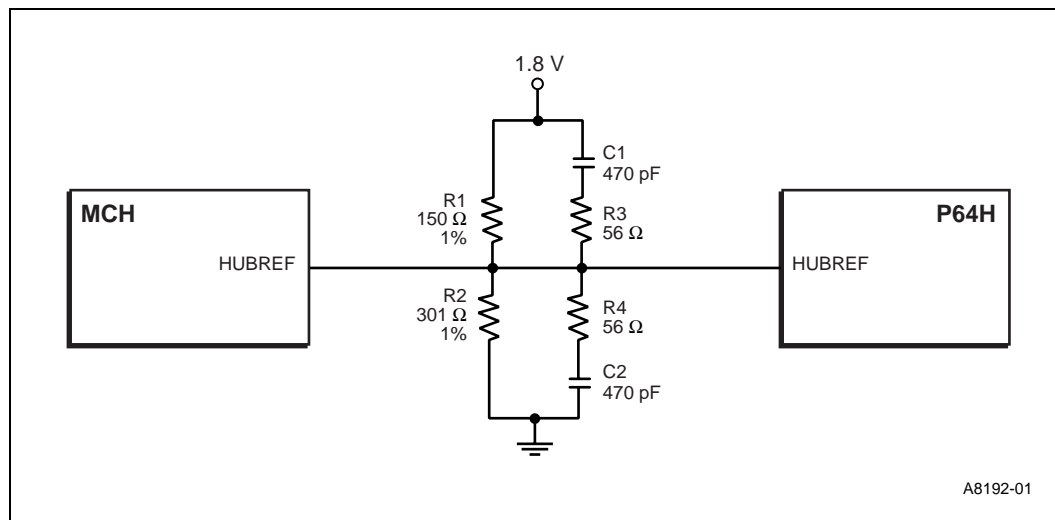 1.8 V
C1
470 pF
R1
150 Ω
1%
R3
56 Ω
MCH
P64H
HUBREF
HUBREF
R2
301 Ω
1%
R4
56 Ω
C2
470 pF
A8192-01